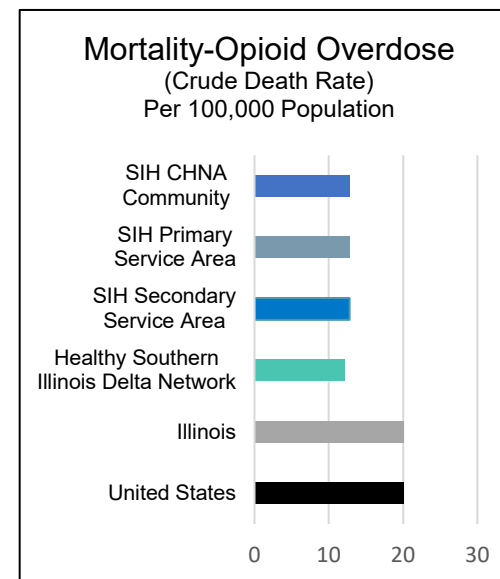 Mortality-Opioid Overdose
(Crude Death Rate)
Per 100,000 Population
SIH CHNA
Community
SIH Primary
Service Area
SIH Secondary
Service Area
Healthy Southern
Illinois Delta Network
Illinois
United States
0 10 20 30